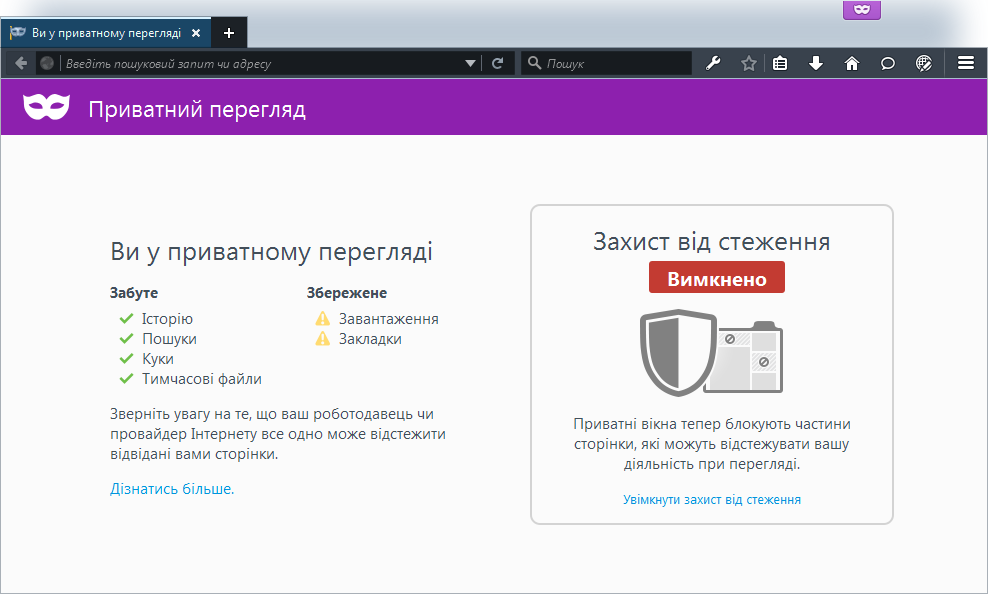 Ви у приватному перегляді
Введіть пошуковий запит чи адресу
Пошук
Приватний перегляд
Ви у приватному перегляді
Забуте
Історію
Пошуки
Куки
Тимчасові файли
Збережене
Завантаження
Закладки
Зверніть увагу на те, що ваш роботодавець чи
провайдер Інтернету все одно може відстежити
відвідані вами сторінки.
Дізнатись більше.
Захист від стеження
Вимкнено
Приватні вікна тепер блокують частини
сторінки, які можуть відстежувати вашу
діяльність при перегляді.
Увімкнути захист від стеження